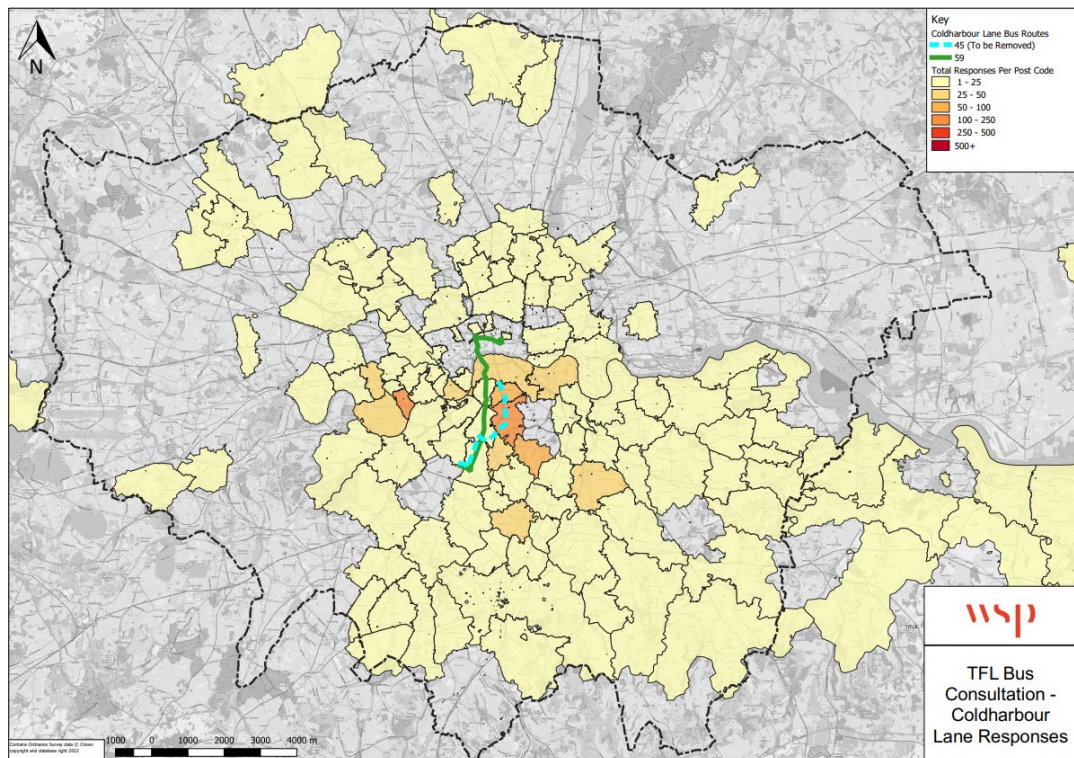 N
Key
Coldharbour Lane Bus Routes
45 (To be Removed)
59
Total Responses Per Post Code
1 - 25
25 - 50
50 - 100
100 - 250
250 - 500
500+
Contains Ordnance Survey data © Crown
copyright and database right 2022
1000 0 1000 2000 3000 4000 m
wsp
TFL Bus
Consultation -
Coldharbour
Lane Responses